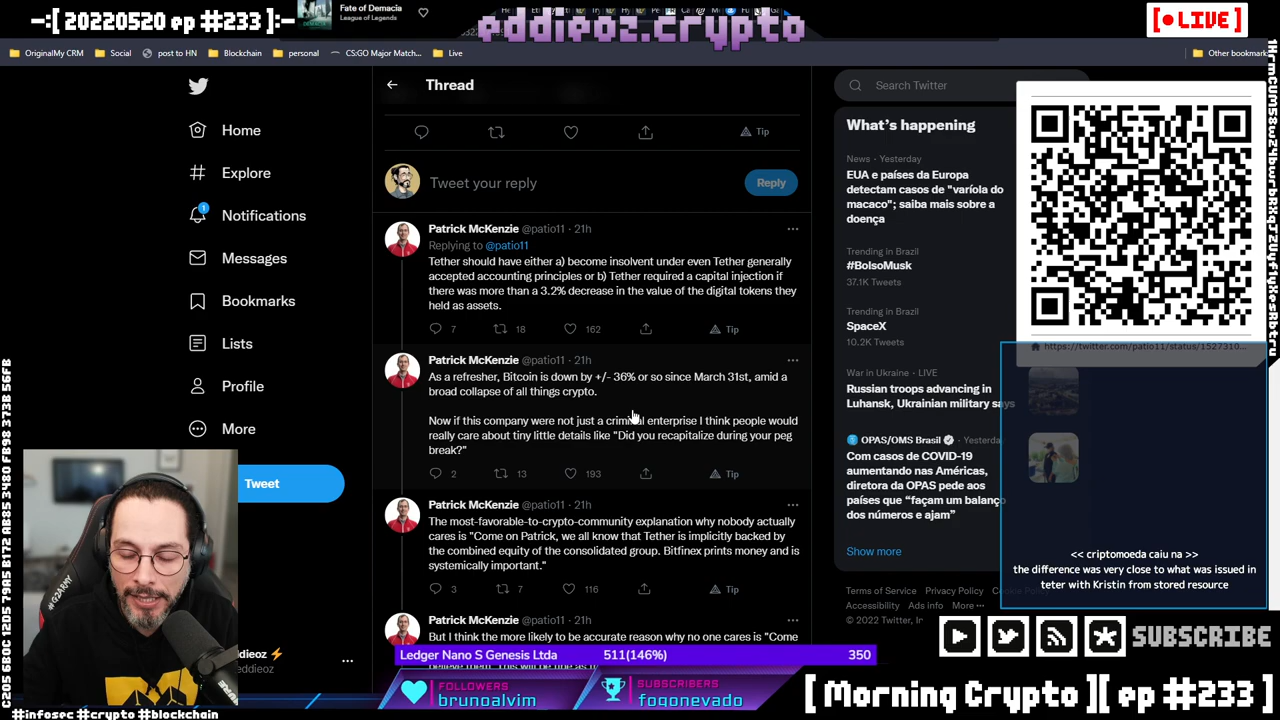 -:[ 20220520 ep #233 ]:-
Fate of Demacia
League of Legends
eddieoz.crypto
[●LIVE]
OriginalMy CRM
Social
post to HN
Blockchain
personal
CS:GO Major Match...
Live
Other bookmark
Home
Explore
1
Notifications
Messages
Bookmarks
Lists
Profile
More
Tweet
eddieoz
Thread
Tip
Tweet your reply
Reply
Patrick McKenzie @patio11 · 21h
Replying to @patio11
Tether should have either a) become insolvent under even Tether generally
accepted accounting principles or b) Tether required a capital injection if
there was more than a 3.2% decrease in the value of the digital tokens they
held as assets.
7 18 162 Tip
Patrick McKenzie @patio11 · 21h
As a refresher, Bitcoin is down by +/- 36% or so since March 31st, amid a
broad collapse of all things crypto.
Now if this company were not just a criminal enterprise I think people would
really care about tiny little details like "Did you recapitalize during your peg
break?"
2 13 193 Tip
Patrick McKenzie @patio11 · 21h
The most-favorable-to-crypto-community explanation why nobody actually
cares is "Come on Patrick, we all know that Tether is implicitly backed by
the combined equity of the consolidated group. Bitfinex prints money and is
systemically important."
3 7 116 Tip
Patrick McKenzie @patio11 · 21h
But I think the more likely to be accurate reason why no one cares is "Come
Search Twitter
What's happening
News · Yesterday
EUA e países da Europa
detectam casos de "varíola do
macaco"; saiba mais sobre a
doença
Trending in Brazil
#BolsoMusk
37.1K Tweets
Trending in Brazil
SpaceX
10.2K Tweets
War in Ukraine · LIVE
Russian troops advancing in
Luhansk, Ukrainian military says
OPAS/OMS Brasil · Yesterda
Com casos de COVID-19
aumentando nas Américas,
diretora da OPAS pede aos
países que "façam um balanço
dos números e ajam"
Show more
Terms of Service Privacy Policy
Accessibility Ads info More ···
© 2022 Twitter, In
https://twitter.com/patio11/status/1527310...
<< criptomoeda caiu na >>
the difference was very close to what was issued in
teter with Kristin from stored resource
SUBSCRIBE
Ledger Nano S Genesis Ltda 511(146%) 350
FOLLOWERS
brunoalvim
SUBSCRIBERS
fogonevado
[ Morning Crypto ][ ep #233 ]
#infosec #crypto #blockchain
#G2ARMY